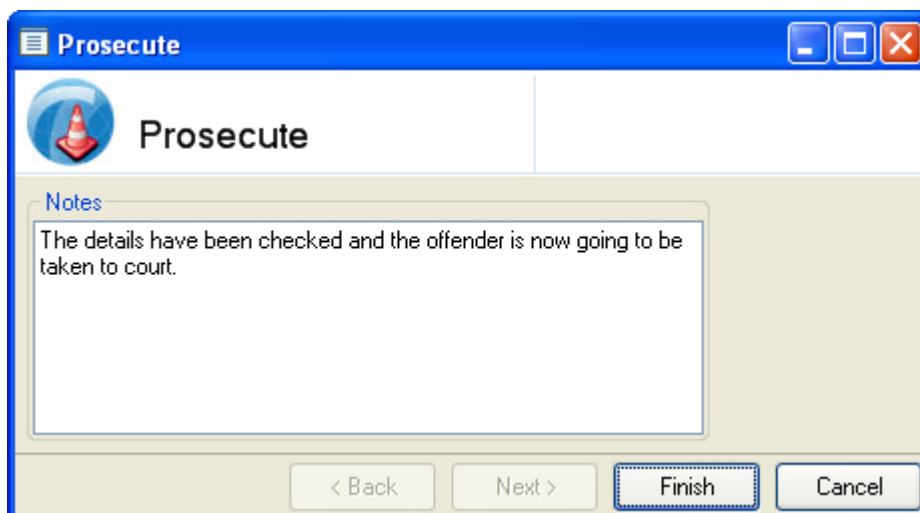 Prosecute
Prosecute
Notes
The details have been checked and the offender is now going to be
taken to court.
< Back
Next >
Finish
Cancel